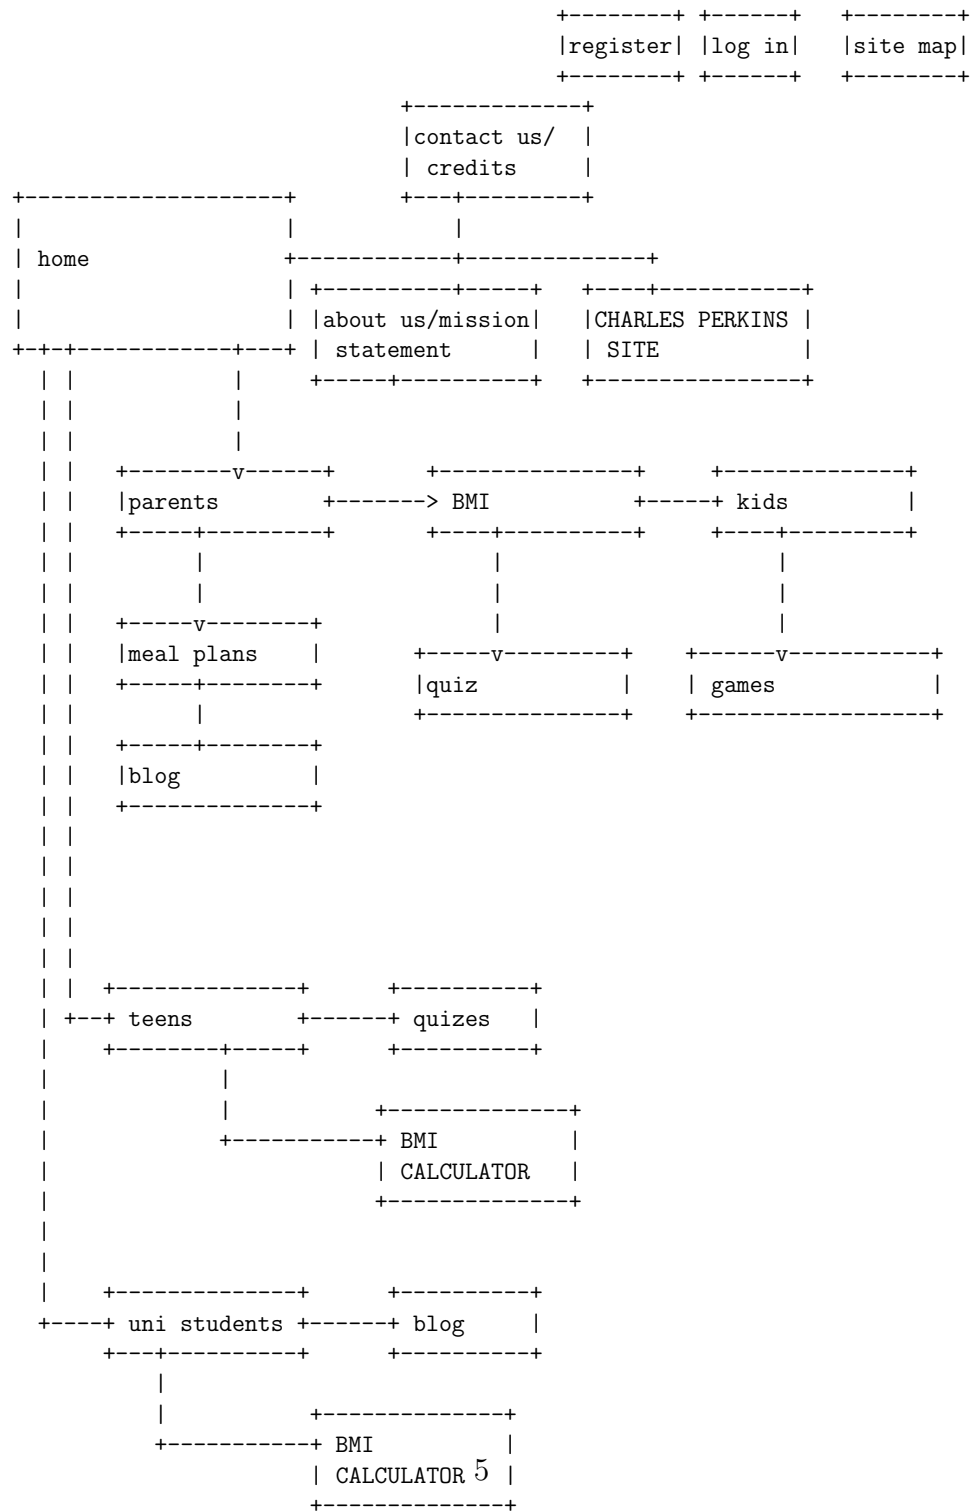 register log in site map
contact us/
credits
home
about us/mission CHARLES PERKINS
statement SITE
parents BMI kids
meal plans
quiz games
blog
teens quizes
BMI
CALCULATOR
uni students blog
BMI
CALCULATOR
5